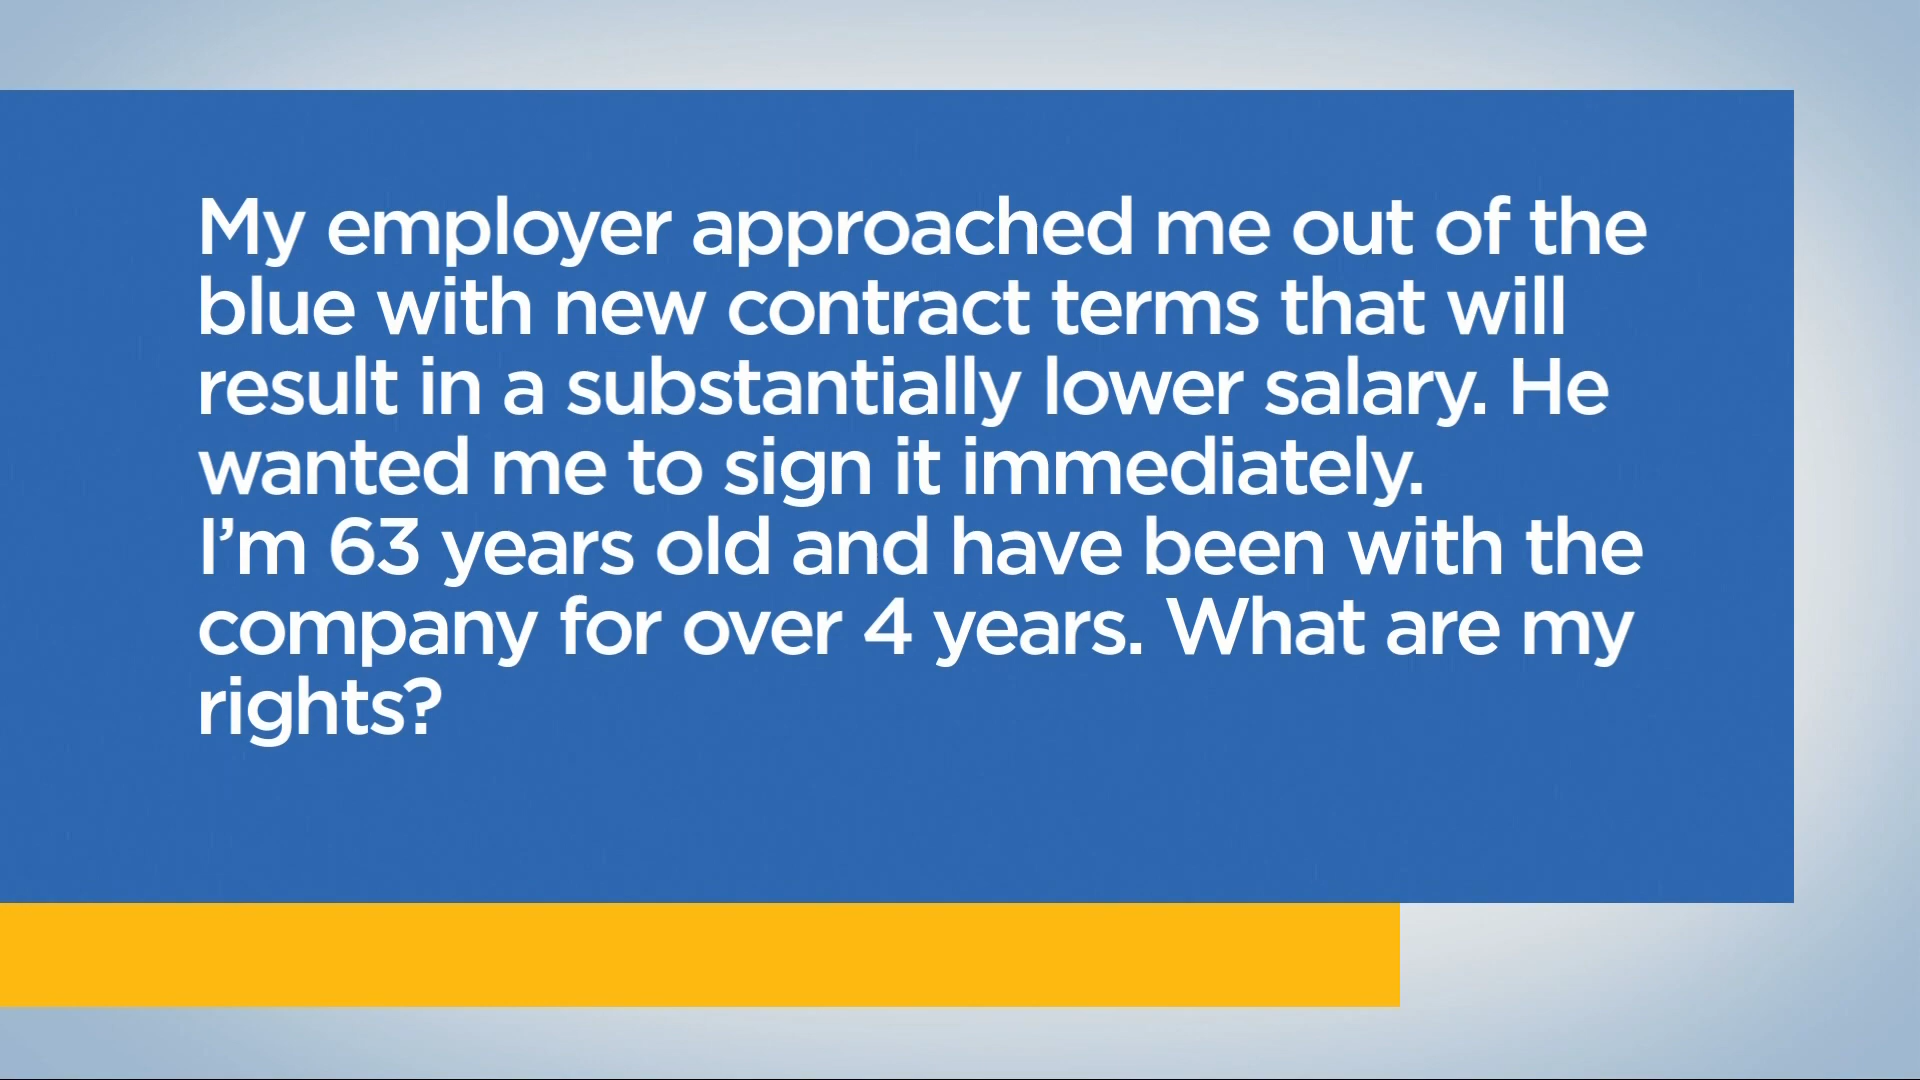 My employer approached me out of the
blue with new contract terms that will
result in a substantially lower salary. He
wanted me to sign it immediately.
I’m 63 years old and have been with the
company for over 4 years. What are my
rights?